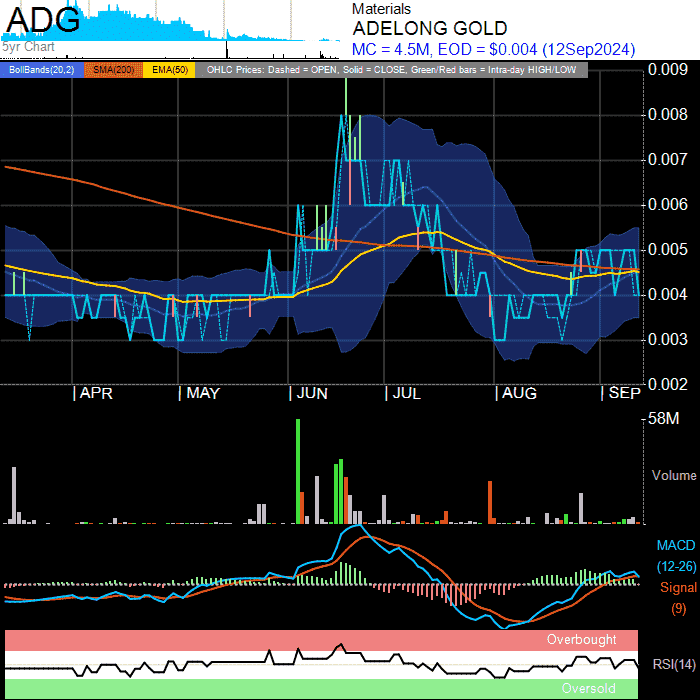 ADG
5yr Chart
Materials
ADELONG GOLD
MC = 4.5M, EOD = $0.004 (12Sep2024)
BollBands(20,2) SMA(200) EMA(50) OHLC Prices: Dashed = OPEN, Solid = CLOSE, Green/Red bars = Intra-day HIGH/LOW
0.009
0.008
0.007
0.006
0.005
0.004
0.003
0.002
APR MAY JUN JUL AUG SEP
58M
Volume
MACD
(12-26)
Signal
(9)
Overbought
RSI(14)
Oversold